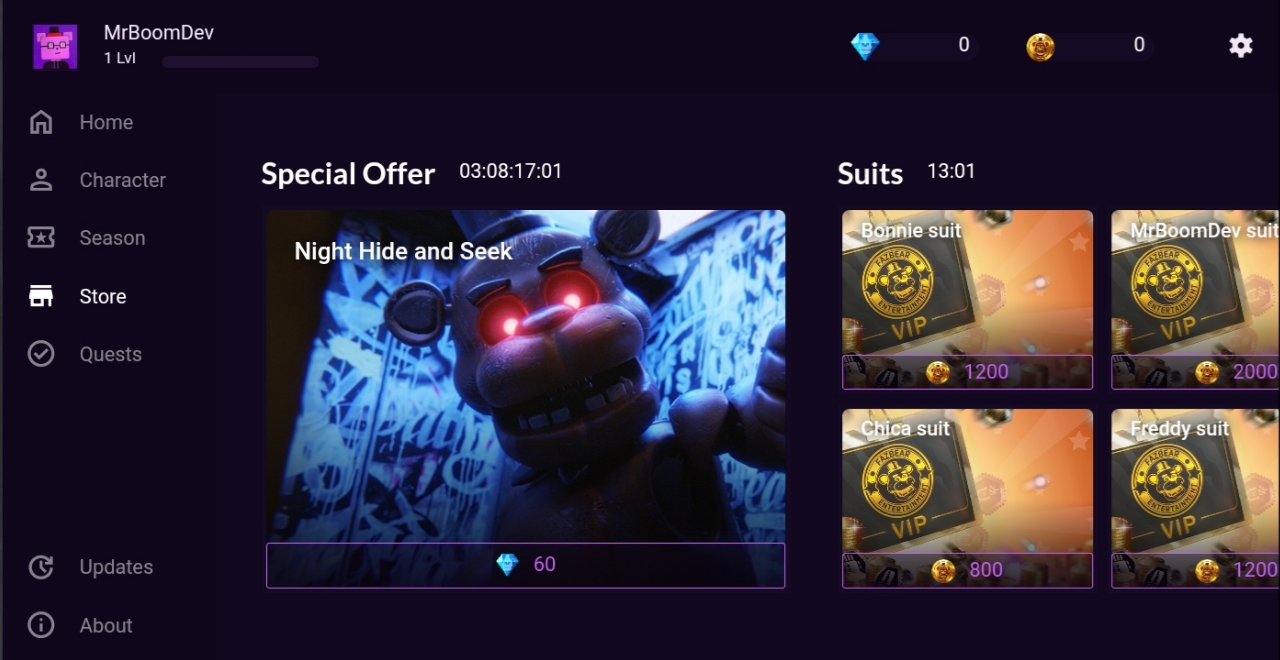 MrBoomDev
1 Lvl
0
0
Home
Character
Season
Store
Quests
Updates
About
Special Offer 03:08:17:01
Night Hide and Seek
60
Suits 13:01
Bonnie suit
FAZBEAR
ENTERTAINMENT
VIP
1200
MrBoomDev suit
FAZBEAR
ENTERTAINMENT
VIP
2000
Chica suit
FAZBEAR
ENTERTAINMENT
VIP
800
Freddy suit
FAZBEAR
ENTERTAINMENT
VIP
1200